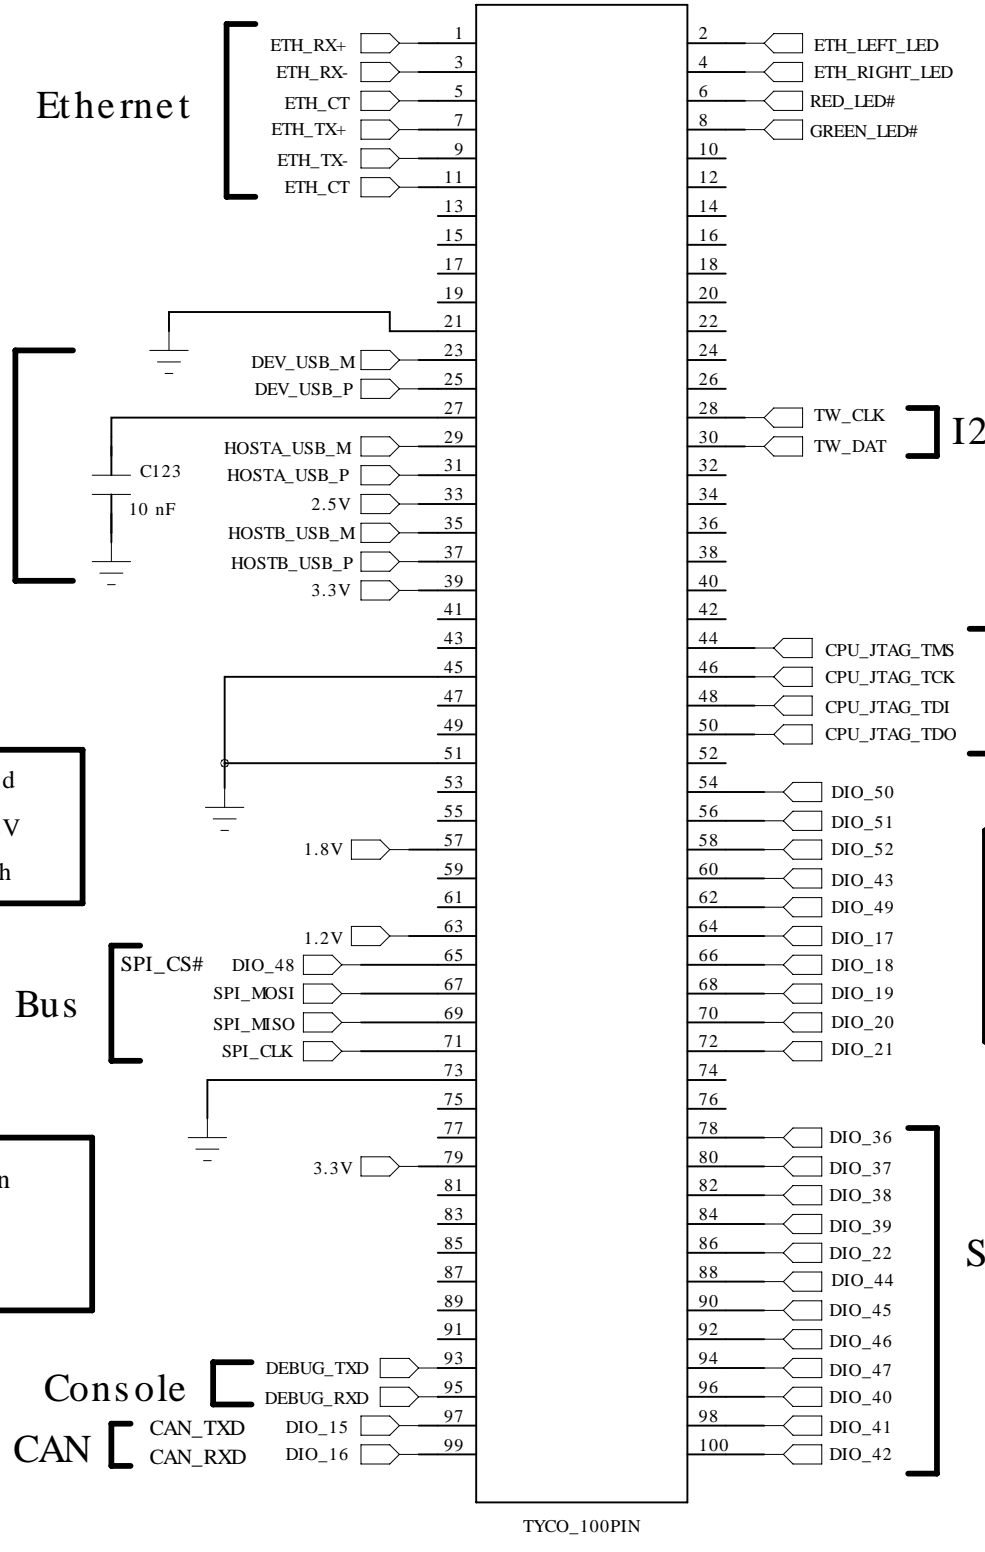 ETH_RX+ 1 2 ETH_LEFT_LED
ETH_RX- 3 4 ETH_RIGHT_LED
Ethernet ETH_CT 5 6 RED_LED#
ETH_TX+ 7 8 GREEN_LED#
ETH_TX- 9 10
ETH_CT 11 12
13 14
15 16
17 18
19 20
21 22
DEV_USB_M 23 24
DEV_USB_P 25 26
27 28 TW_CLK I2
HOSTA_USB_M 29 30 TW_DAT
C123 HOSTA_USB_P 31 32
10 nF 2.5V 33 34
HOSTB_USB_M 35 36
HOSTB_USB_P 37 38
3.3V 39 40
41 42
43 44 CPU_JTAG_TMS
45 46 CPU_JTAG_TCK
47 48 CPU_JTAG_TDI
49 50 CPU_JTAG_TDO
51 52
d 53 54 DIO_50
V 55 56 DIO_51
1.8V 57 58 DIO_52
h 59 60 DIO_43
61 62 DIO_49
1.2V 63 64 DIO_17
SPI_CS# DIO_48 65 66 DIO_18
Bus SPI_MOSI 67 68 DIO_19
SPI_MISO 69 70 DIO_20
SPI_CLK 71 72 DIO_21
73 74
75 76
77 78 DIO_36
3.3V 79 80 DIO_37
n 81 82 DIO_38
83 84 DIO_39
85 86 DIO_22 S
87 88 DIO_44
89 90 DIO_45
91 92 DIO_46
Console DEBUG_TXD 93 94 DIO_47
DEBUG_RXD 95 96 DIO_40
CAN CAN_TXD DIO_15 97 98 DIO_41
CAN_RXD DIO_16 99 100 DIO_42
TYCO_100PIN